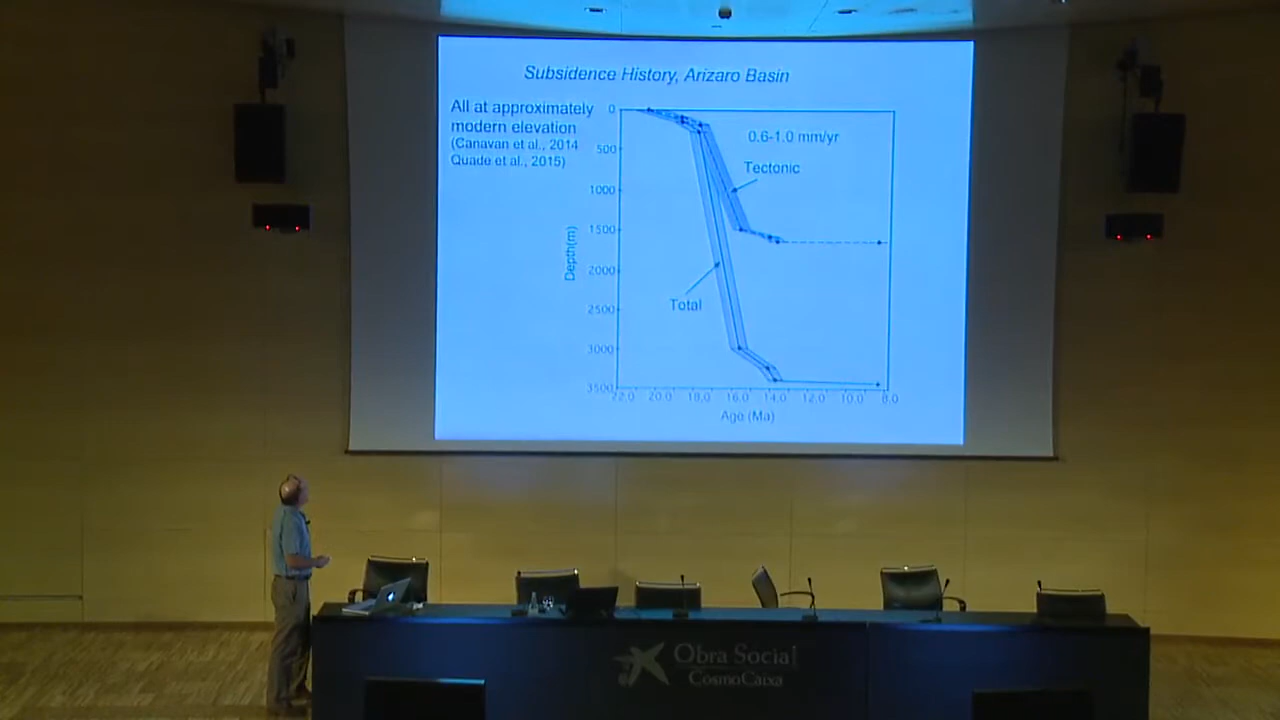 Subsidence History, Arizaro Basin
All at approximately
modern elevation
(Canavan et al., 2014
Quade et al., 2015)
0.6-1.0 mm/yr
Tectonic
Total
Depth(m)
0
500
1000
1500
2000
2500
3000
3500
22.0 20.0 18.0 16.0 14.0 12.0 10.0 8.0
Age (Ma)
Obra Social
CosmoCaixa